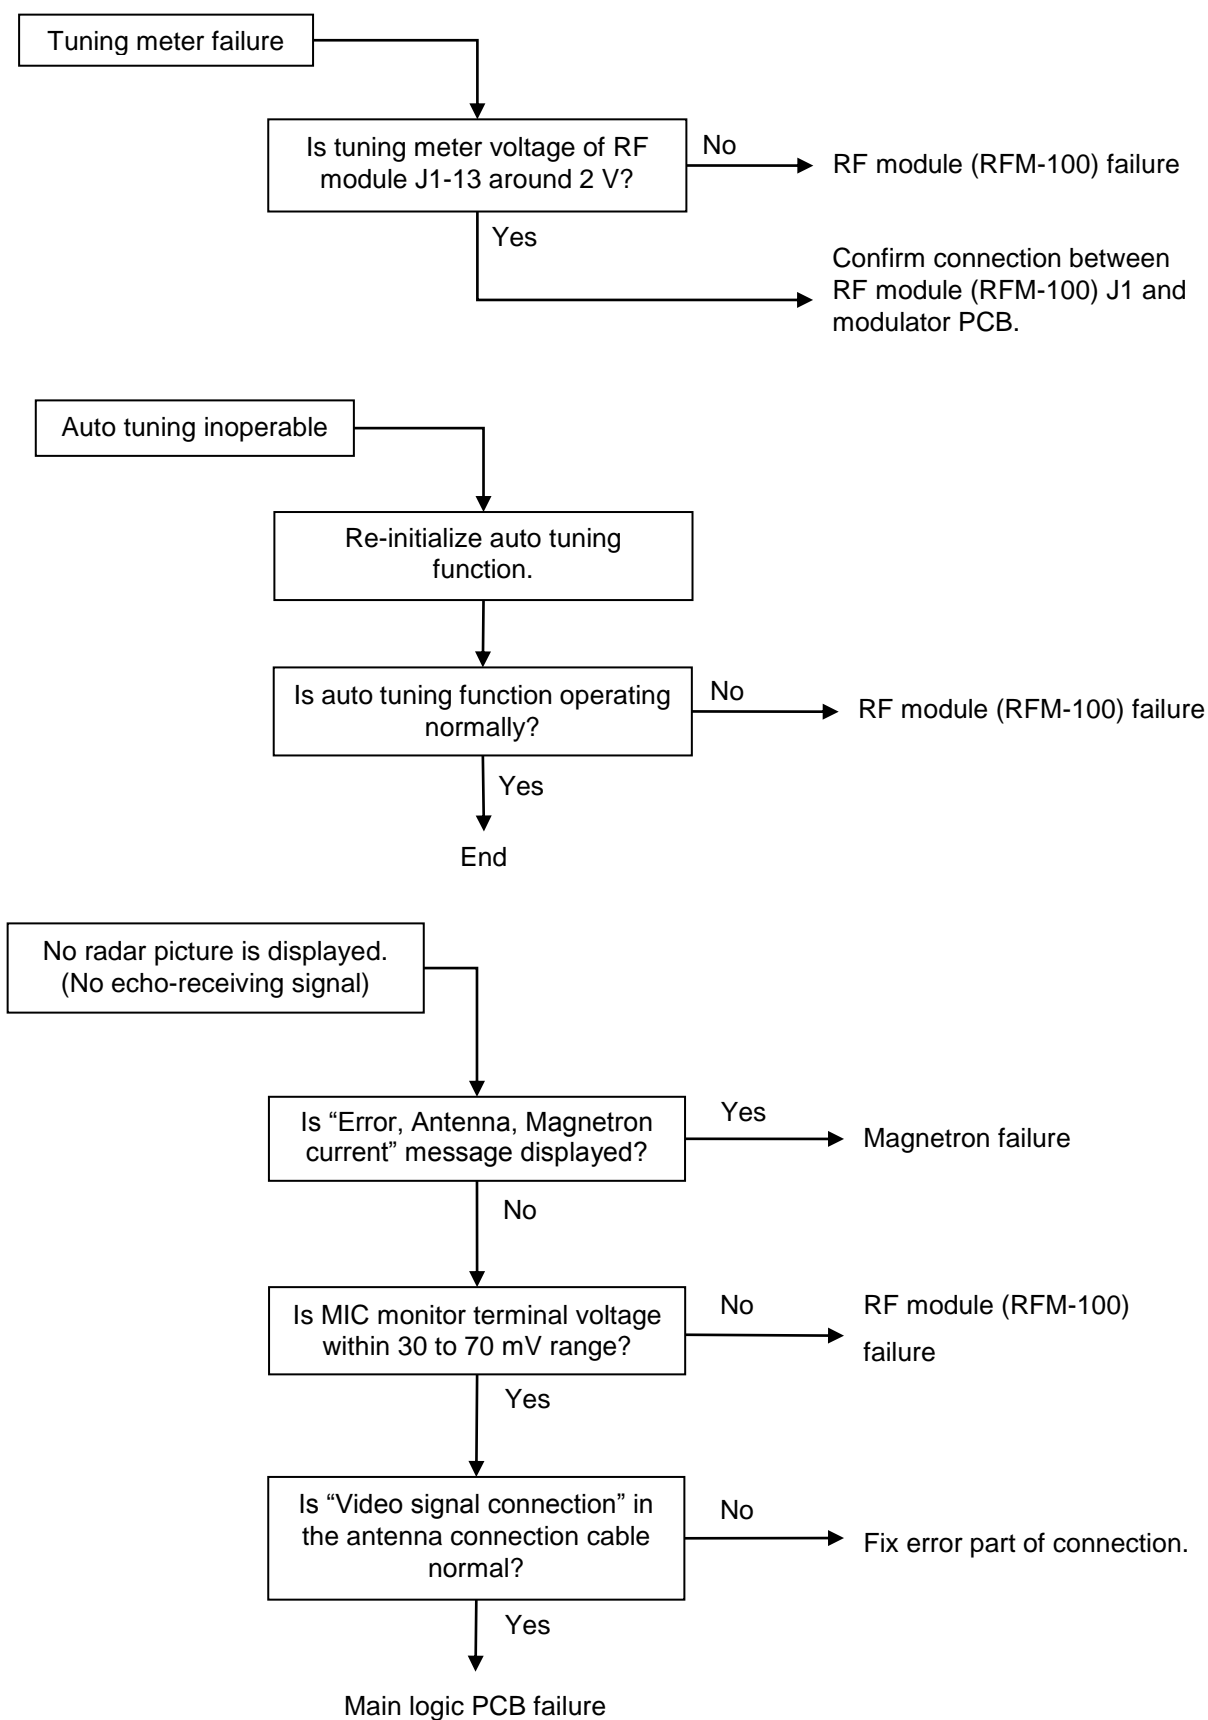 Tuning meter failure
Is tuning meter voltage of RF
module J1-13 around 2 V?
No
RF module (RFM-100) failure
Yes
Confirm connection between
RF module (RFM-100) J1 and
modulator PCB.
Auto tuning inoperable
Re-initialize auto tuning
function.
Is auto tuning function operating
normally?
No
RF module (RFM-100) failure
Yes
End
No radar picture is displayed.
(No echo-receiving signal)
Is “Error, Antenna, Magnetron
current” message displayed?
Yes
Magnetron failure
No
Is MIC monitor terminal voltage
within 30 to 70 mV range?
No
RF module (RFM-100)
failure
Yes
Is “Video signal connection” in
the antenna connection cable
normal?
No
Fix error part of connection.
Yes
Main logic PCB failure